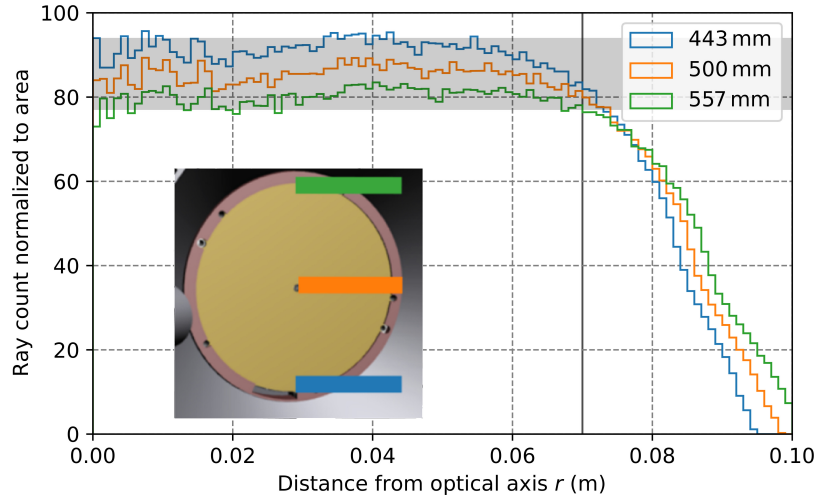 100
80
60
40
20
0
Ray count normalized to area
443 mm
500 mm
557 mm
0.00 0.02 0.04 0.06 0.08 0.10
Distance from optical axis r (m)